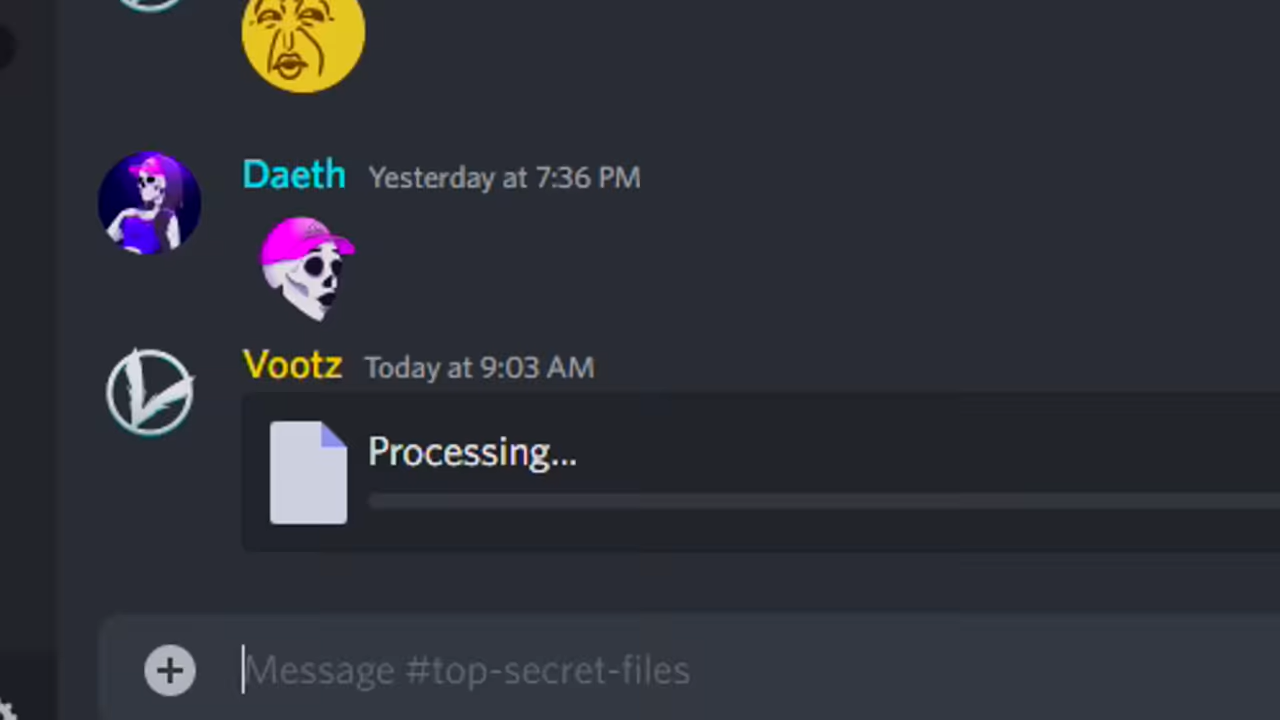 Daeth Yesterday at 7:36 PM
Vootz Today at 9:03 AM
Processing...
Message #top-secret-files